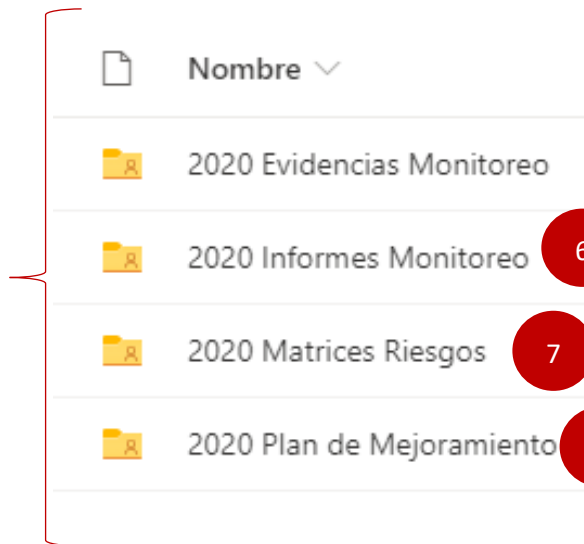 Nombre
2020 Evidencias Monitoreo
2020 Informes Monitoreo 6
2020 Matrices Riesgos 7
2020 Plan de Mejoramiento